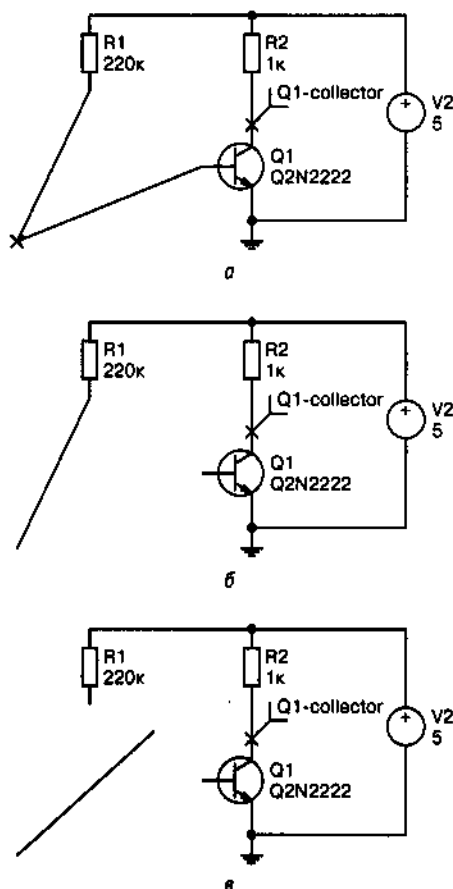 R1
220к
R2
1к
Q1-collector
Q1
Q2N2222
+
V2
5
а
R1
220к
R2
1к
Q1-collector
Q1
Q2N2222
+
V2
5
б
R1
220к
R2
1к
Q1-collector
Q1
Q2N2222
+
V2
5
в